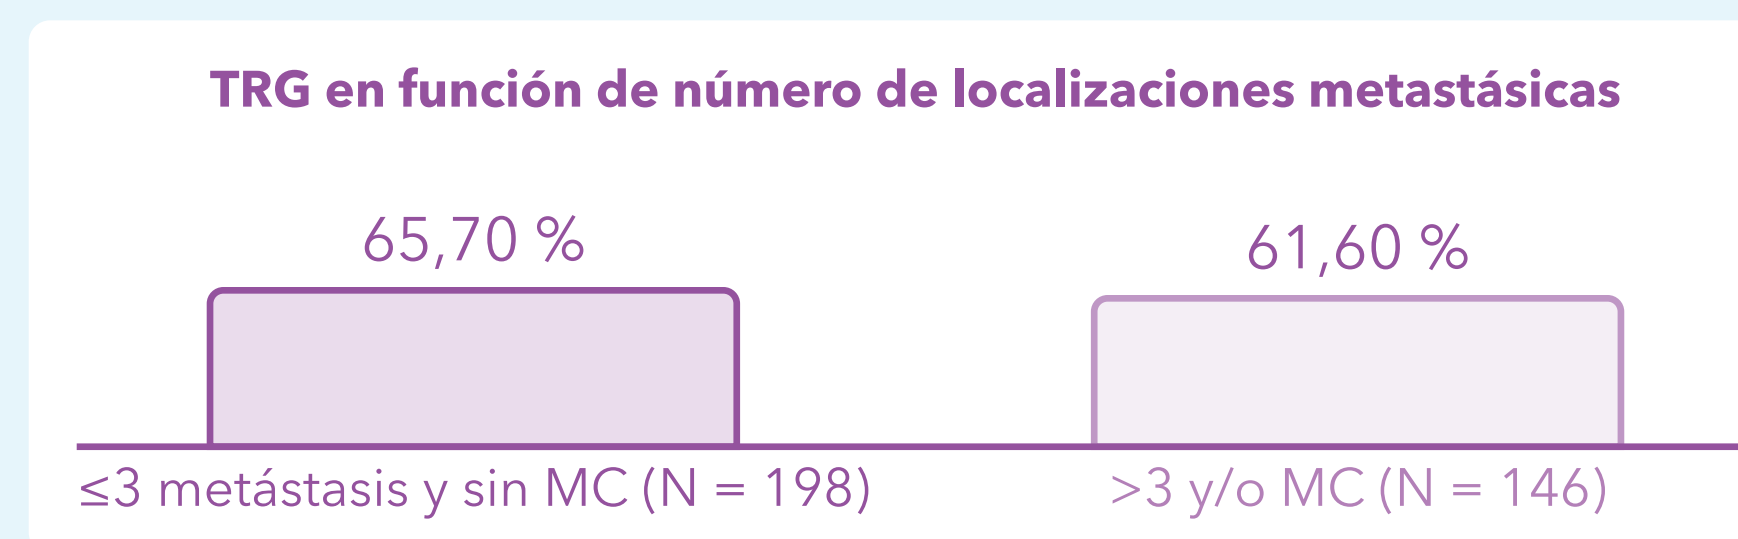 TRG en función de número de localizaciones metastásicas
65,70 %
61,60 %
≤3 metástasis y sin MC (N = 198)
>3 y/o MC (N = 146)